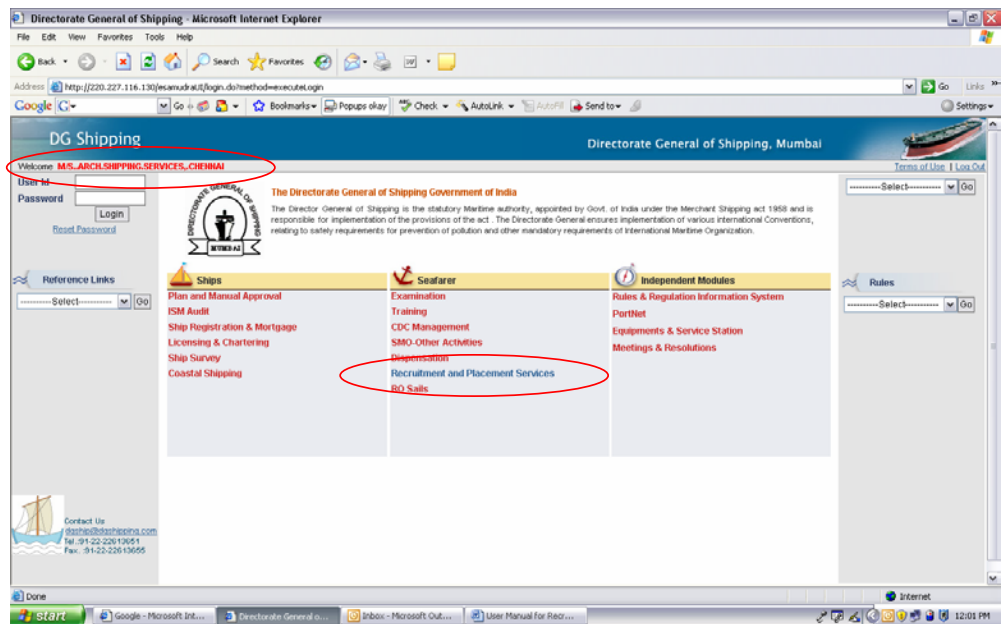 Directorate General of Shipping - Microsoft Internet Explorer
File Edit View Favorites Tools Help
Back Search Favorites
Address http://220.227.116.130/esamudraUI/login.do?method=executeLogin Go Links
Google G Go Bookmarks Popups okay Check AutoLink AutoFill Send to Settings
DG Shipping
Directorate General of Shipping, Mumbai
Welcome M/S..ARCH.SHIPPING.SERVICES,.CHENNAI
Terms of Use | Log Out
User Id
Password
Login
Reset Password
DIRECTORATE GENERAL OF SHIPPING
MUMBAI
The Directorate General of Shipping Government of India
The Director General of Shipping is the statutory Maritime authority, appointed by Govt. of India under the Merchant Shipping act 1958 and is
responsible for implementation of the provisions of the act . The Directorate General ensures implementation of various international Conventions,
relating to safety requirements for prevention of pollution and other mandatory requirements of International Maritime Organization.
----------Select---------- Go
Reference Links
----------Select---------- Go
Ships
Plan and Manual Approval
ISM Audit
Ship Registration & Mortgage
Licensing & Chartering
Ship Survey
Coastal Shipping
Seafarer
Examination
Training
CDC Management
SMO-Other Activities
Dispensation
Recruitment and Placement Services
RO Sails
Independent Modules
Rules & Regulation Information System
PortNet
Equipments & Service Station
Meetings & Resolutions
Rules
----------Select---------- Go
Contact Us
dgship@dgshipping.com
Tel.:91-22-22613651
Fax. :91-22-22613655
Done
Internet
start
Google - Microsoft Int...
Directorate General o...
Inbox - Microsoft Out...
User Manual for Recr...
12:01 PM